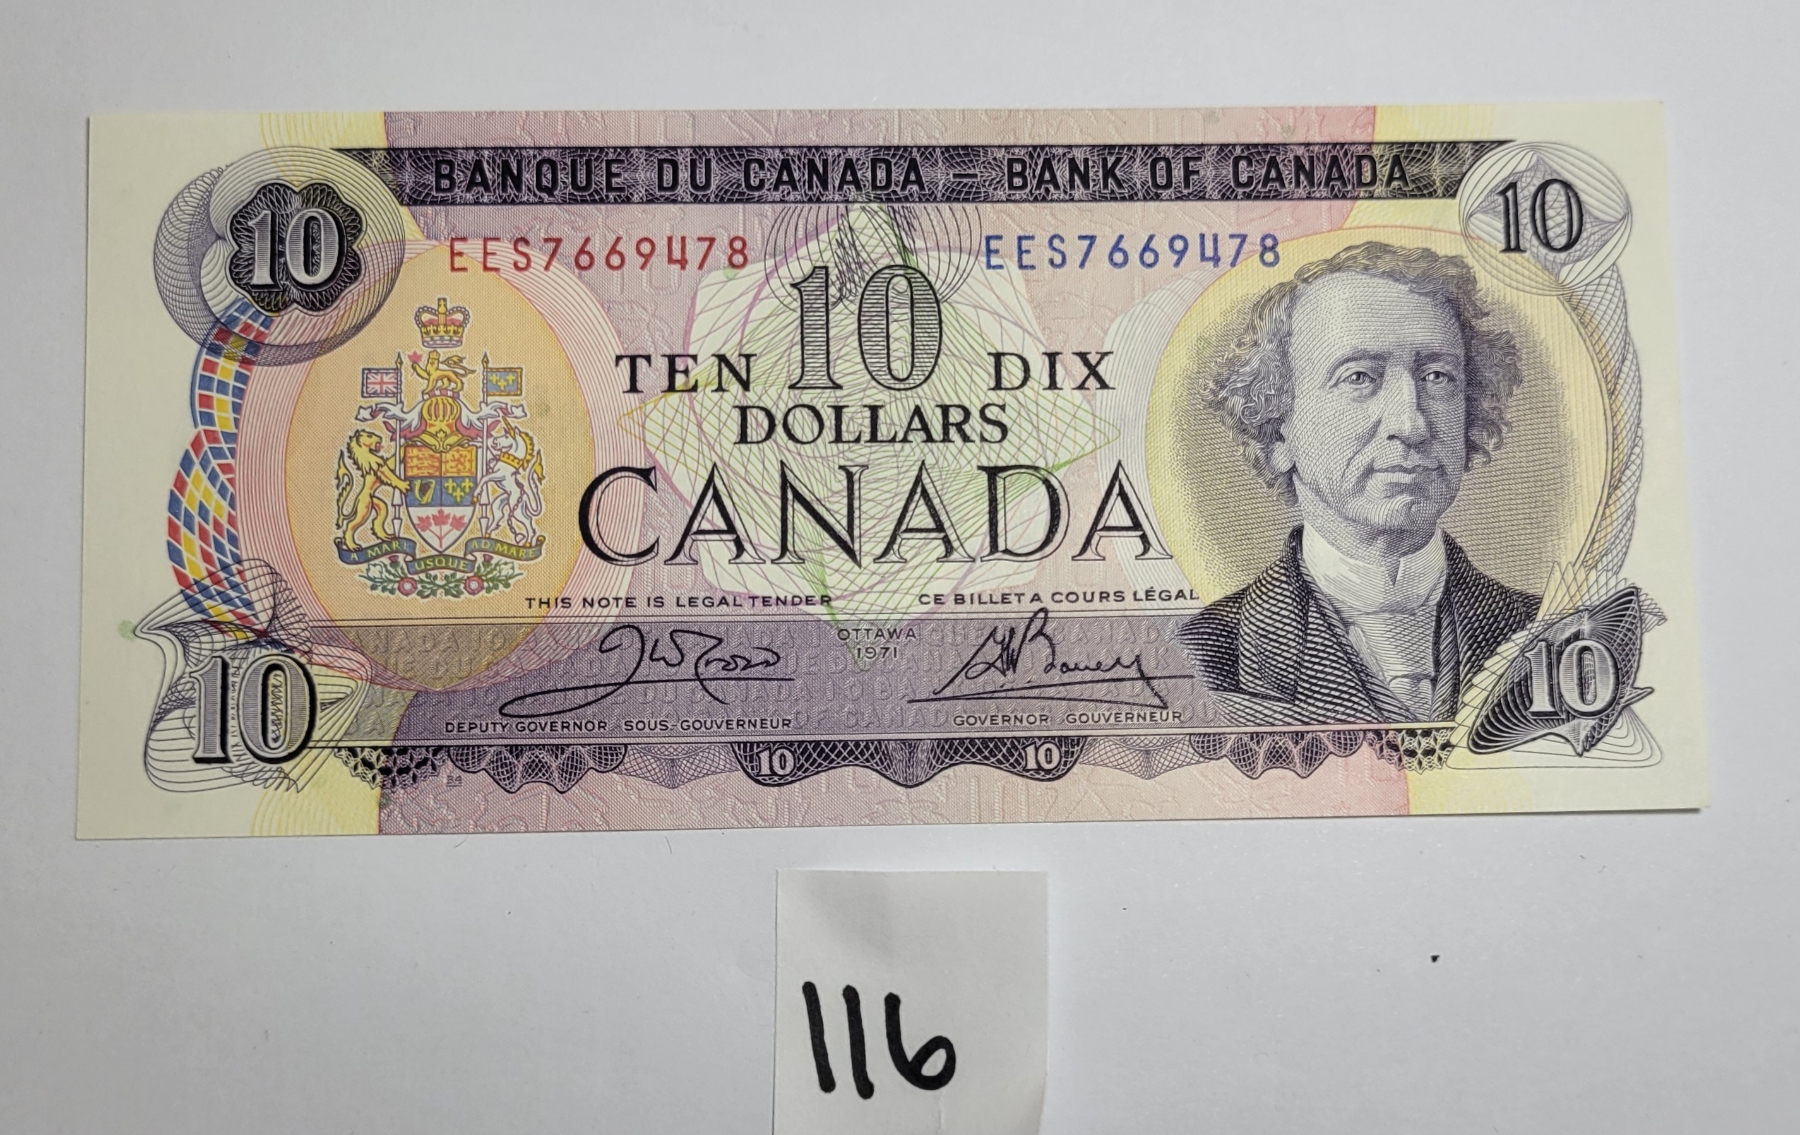 BANQUE DU CANADA – BANK OF CANADA
10
10
EES7669478
EES7669478
10
TEN DIX
DOLLARS
CANADA
A MARI USQUE AD MARE
THIS NOTE IS LEGAL TENDER
CE BILLET A COURS LÉGAL
OTTAWA
1971
10
10
DEPUTY GOVERNOR SOUS-GOUVERNEUR
GOVERNOR GOUVERNEUR
10
10
116